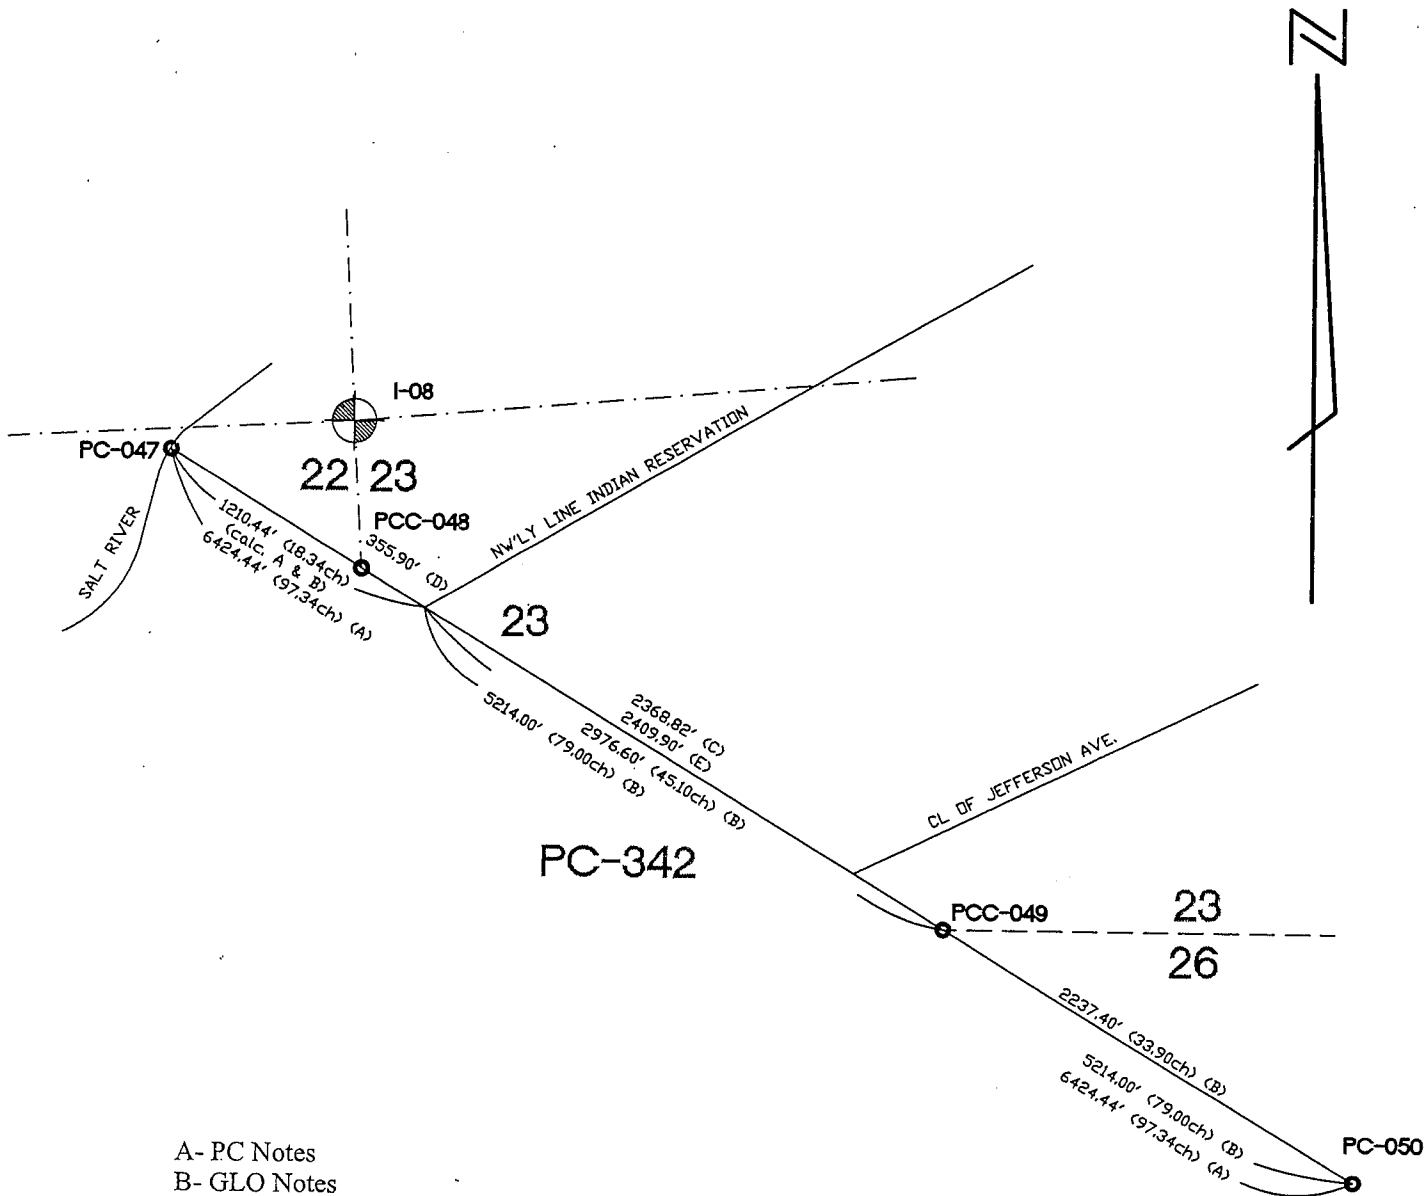 N
I-08
PC-047
22 23
SALT RIVER
PCC-048
NW'LY LINE INDIAN RESERVATION
1210.44' (18.34ch)
(calc. A & B)
6424.44' (97.34ch) (A)
355.90' (D)
23
2368.82' (C)
2409.90' (E)
2976.60' (45.10ch) (B)
5214.00' (79.00ch) (B)
CL OF JEFFERSON AVE.
PC-342
PCC-049
23
26
2237.40' (33.90ch) (B)
5214.00' (79.00ch) (B)
6424.44' (97.34ch) (A)
PC-050
A- PC Notes
B- GLO Notes